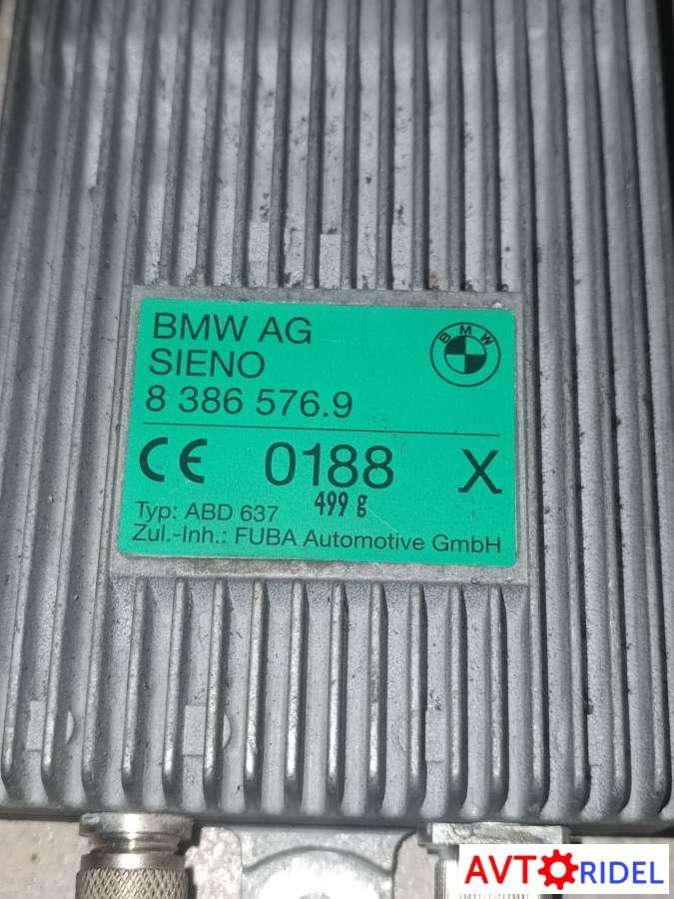 BMW AG
BMW
SIENO
8 386 576.9
CE 0188 X
499 g
Typ: ABD 637
Zul.-Inh.: FUBA Automotive GmbH
AVTORIDEL